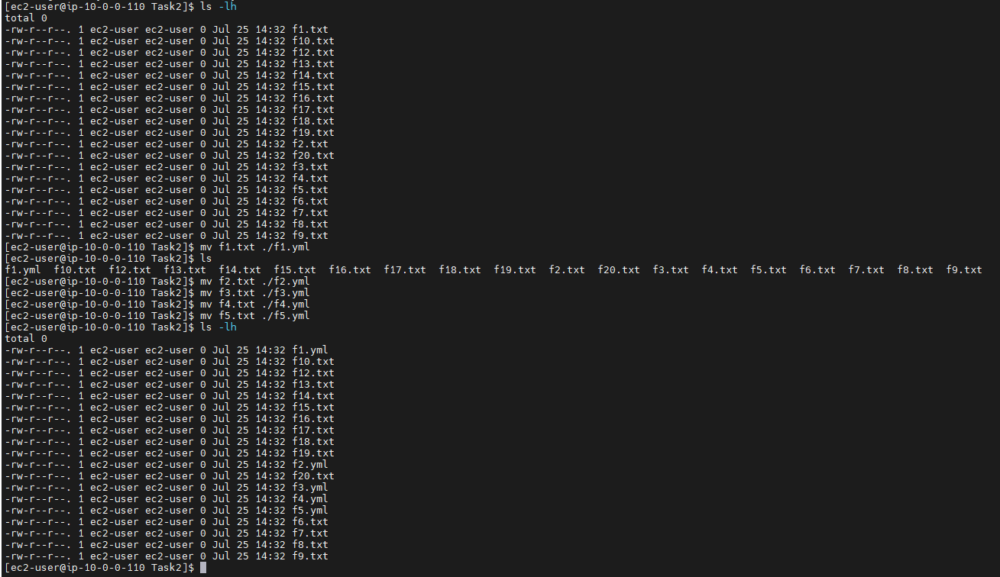 [ec2-user@ip-10-0-0-110 Task2]$ ls -lh
total 0
-rw-r--r--. 1 ec2-user ec2-user 0 Jul 25 14:32 f1.txt
-rw-r--r--. 1 ec2-user ec2-user 0 Jul 25 14:32 f10.txt
-rw-r--r--. 1 ec2-user ec2-user 0 Jul 25 14:32 f12.txt
-rw-r--r--. 1 ec2-user ec2-user 0 Jul 25 14:32 f13.txt
-rw-r--r--. 1 ec2-user ec2-user 0 Jul 25 14:32 f14.txt
-rw-r--r--. 1 ec2-user ec2-user 0 Jul 25 14:32 f15.txt
-rw-r--r--. 1 ec2-user ec2-user 0 Jul 25 14:32 f16.txt
-rw-r--r--. 1 ec2-user ec2-user 0 Jul 25 14:32 f17.txt
-rw-r--r--. 1 ec2-user ec2-user 0 Jul 25 14:32 f18.txt
-rw-r--r--. 1 ec2-user ec2-user 0 Jul 25 14:32 f19.txt
-rw-r--r--. 1 ec2-user ec2-user 0 Jul 25 14:32 f2.txt
-rw-r--r--. 1 ec2-user ec2-user 0 Jul 25 14:32 f20.txt
-rw-r--r--. 1 ec2-user ec2-user 0 Jul 25 14:32 f3.txt
-rw-r--r--. 1 ec2-user ec2-user 0 Jul 25 14:32 f4.txt
-rw-r--r--. 1 ec2-user ec2-user 0 Jul 25 14:32 f5.txt
-rw-r--r--. 1 ec2-user ec2-user 0 Jul 25 14:32 f6.txt
-rw-r--r--. 1 ec2-user ec2-user 0 Jul 25 14:32 f7.txt
-rw-r--r--. 1 ec2-user ec2-user 0 Jul 25 14:32 f8.txt
-rw-r--r--. 1 ec2-user ec2-user 0 Jul 25 14:32 f9.txt
[ec2-user@ip-10-0-0-110 Task2]$ mv f1.txt ./f1.yml
[ec2-user@ip-10-0-0-110 Task2]$ ls
f1.yml  f10.txt  f12.txt  f13.txt  f14.txt  f15.txt  f16.txt  f17.txt  f18.txt  f19.txt  f2.txt  f20.txt  f3.txt  f4.txt  f5.txt  f6.txt  f7.txt  f8.txt  f9.txt
[ec2-user@ip-10-0-0-110 Task2]$ mv f2.txt ./f2.yml
[ec2-user@ip-10-0-0-110 Task2]$ mv f3.txt ./f3.yml
[ec2-user@ip-10-0-0-110 Task2]$ mv f4.txt ./f4.yml
[ec2-user@ip-10-0-0-110 Task2]$ mv f5.txt ./f5.yml
[ec2-user@ip-10-0-0-110 Task2]$ ls -lh
total 0
-rw-r--r--. 1 ec2-user ec2-user 0 Jul 25 14:32 f1.yml
-rw-r--r--. 1 ec2-user ec2-user 0 Jul 25 14:32 f10.txt
-rw-r--r--. 1 ec2-user ec2-user 0 Jul 25 14:32 f12.txt
-rw-r--r--. 1 ec2-user ec2-user 0 Jul 25 14:32 f13.txt
-rw-r--r--. 1 ec2-user ec2-user 0 Jul 25 14:32 f14.txt
-rw-r--r--. 1 ec2-user ec2-user 0 Jul 25 14:32 f15.txt
-rw-r--r--. 1 ec2-user ec2-user 0 Jul 25 14:32 f16.txt
-rw-r--r--. 1 ec2-user ec2-user 0 Jul 25 14:32 f17.txt
-rw-r--r--. 1 ec2-user ec2-user 0 Jul 25 14:32 f18.txt
-rw-r--r--. 1 ec2-user ec2-user 0 Jul 25 14:32 f19.txt
-rw-r--r--. 1 ec2-user ec2-user 0 Jul 25 14:32 f2.yml
-rw-r--r--. 1 ec2-user ec2-user 0 Jul 25 14:32 f20.txt
-rw-r--r--. 1 ec2-user ec2-user 0 Jul 25 14:32 f3.yml
-rw-r--r--. 1 ec2-user ec2-user 0 Jul 25 14:32 f4.yml
-rw-r--r--. 1 ec2-user ec2-user 0 Jul 25 14:32 f5.yml
-rw-r--r--. 1 ec2-user ec2-user 0 Jul 25 14:32 f6.txt
-rw-r--r--. 1 ec2-user ec2-user 0 Jul 25 14:32 f7.txt
-rw-r--r--. 1 ec2-user ec2-user 0 Jul 25 14:32 f8.txt
-rw-r--r--. 1 ec2-user ec2-user 0 Jul 25 14:32 f9.txt
[ec2-user@ip-10-0-0-110 Task2]$